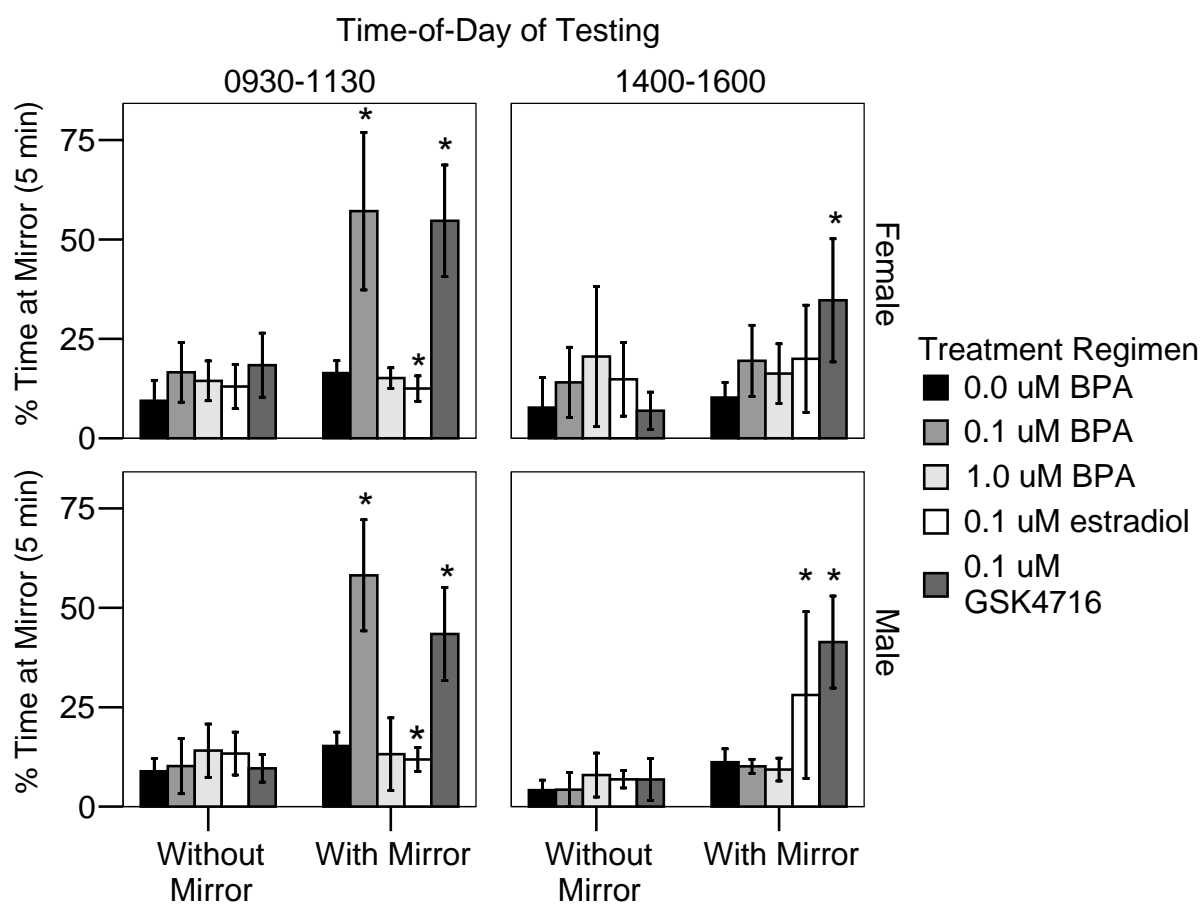 Time-of-Day of Testing
0930-1130
1400-1600
% Time at Mirror (5 min)
75
50
25
0
*
*
*
*
Female
% Time at Mirror (5 min)
75
50
25
0
*
*
*
*
*
Male
Without
Mirror
With Mirror
Without
Mirror
With Mirror
Treatment Regimen
0.0 uM BPA
0.1 uM BPA
1.0 uM BPA
0.1 uM estradiol
0.1 uM
GSK4716